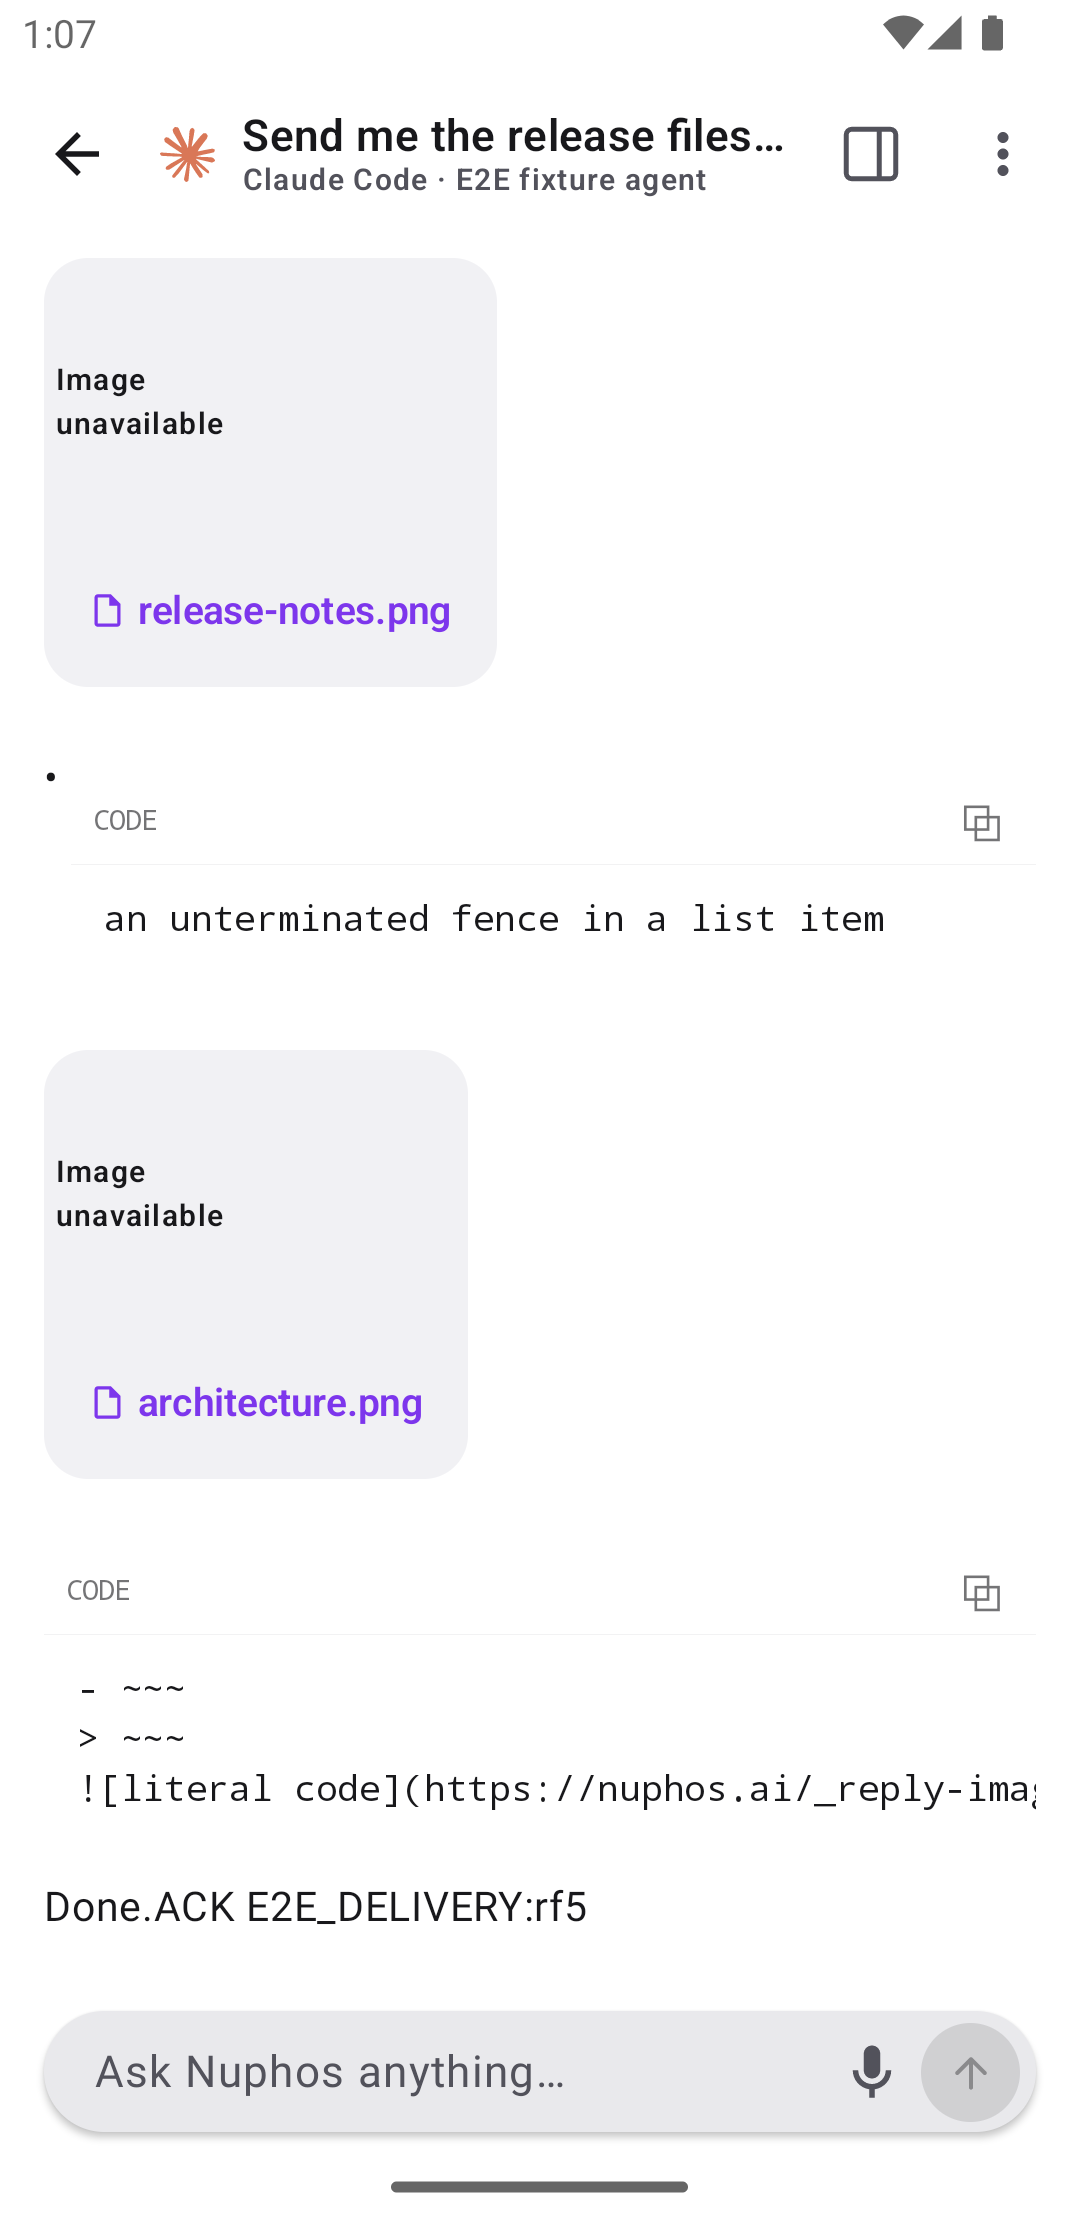 1:07
Send me the release files…
Claude Code · E2E fixture agent
Image
unavailable
release-notes.png
•
CODE
an unterminated fence in a list item
Image
unavailable
architecture.png
CODE
- ~~~
> ~~~
![literal code](https://nuphos.ai/_reply-imag
Done.ACK E2E_DELIVERY:rf5
Ask Nuphos anything…